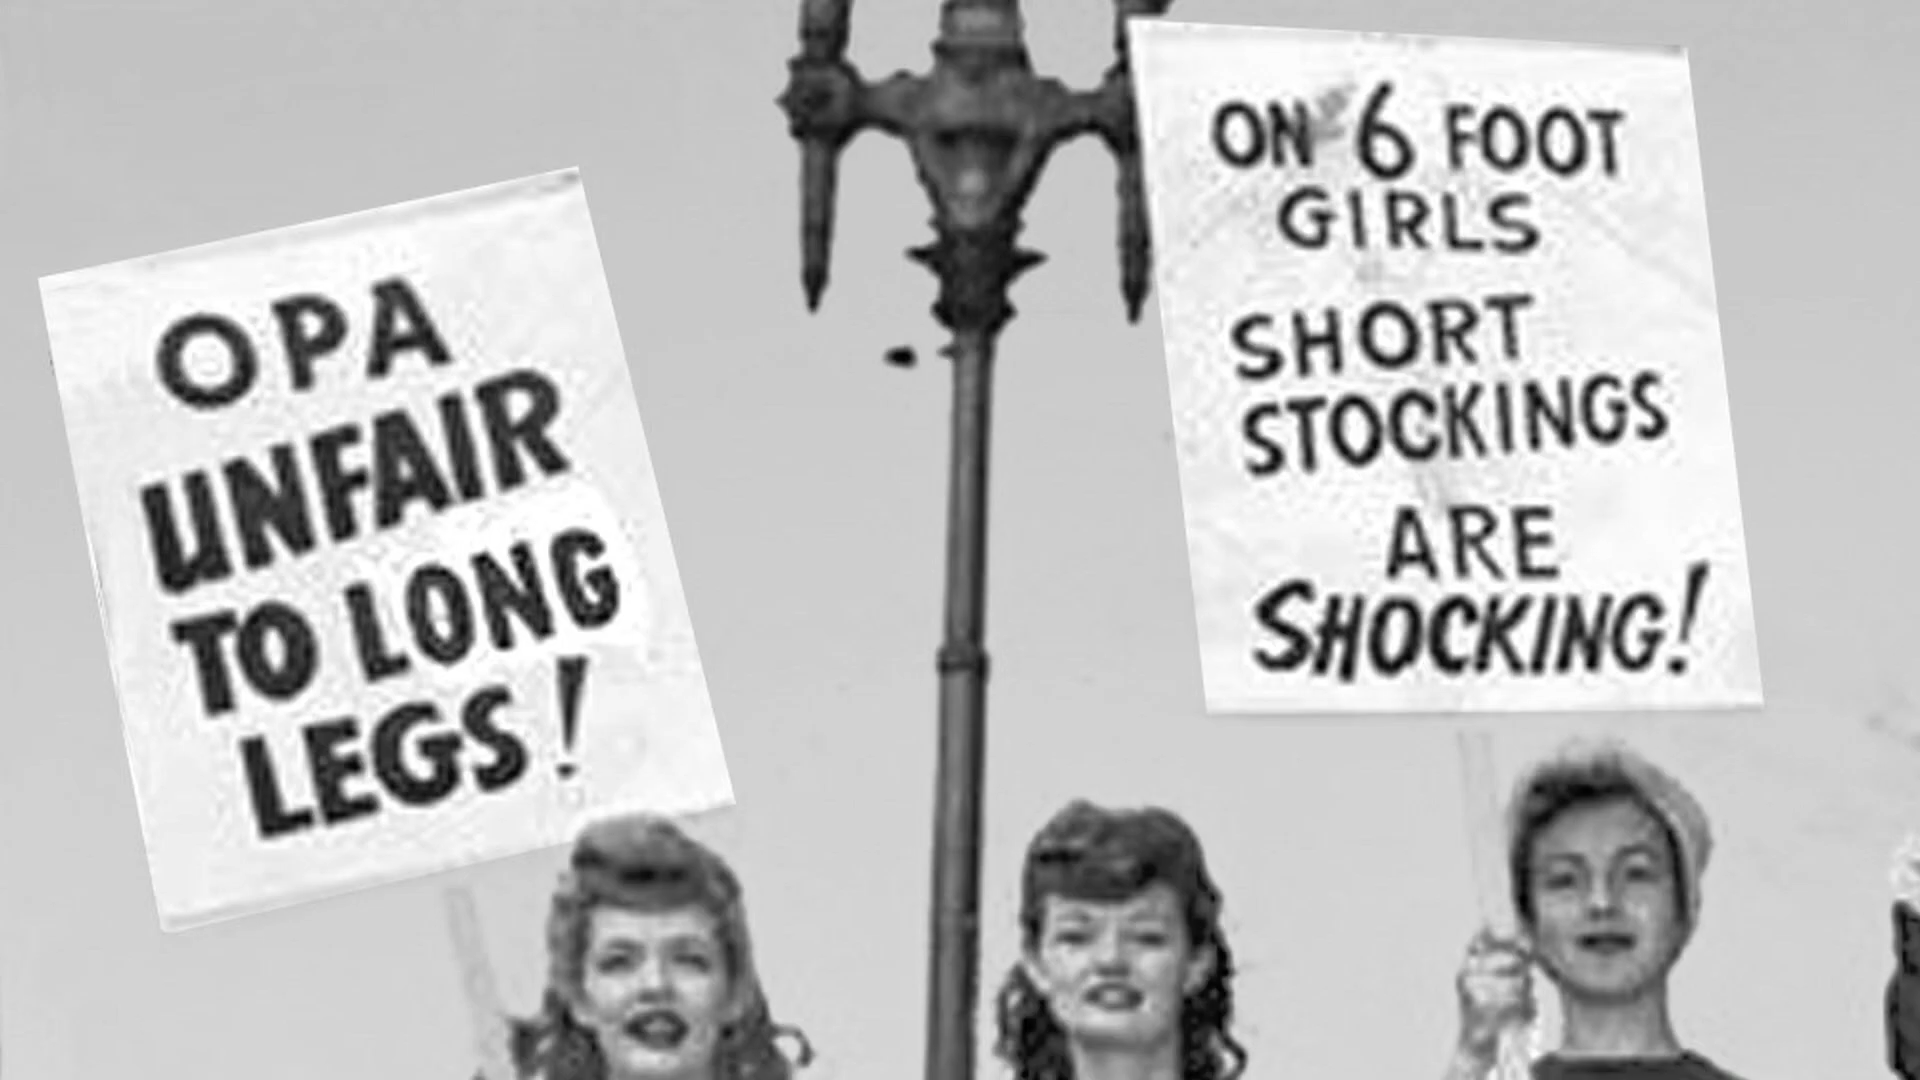 OPA
UNFAIR
TO LONG
LEGS!
ON 6 FOOT
GIRLS
SHORT
STOCKINGS
ARE
SHOCKING!